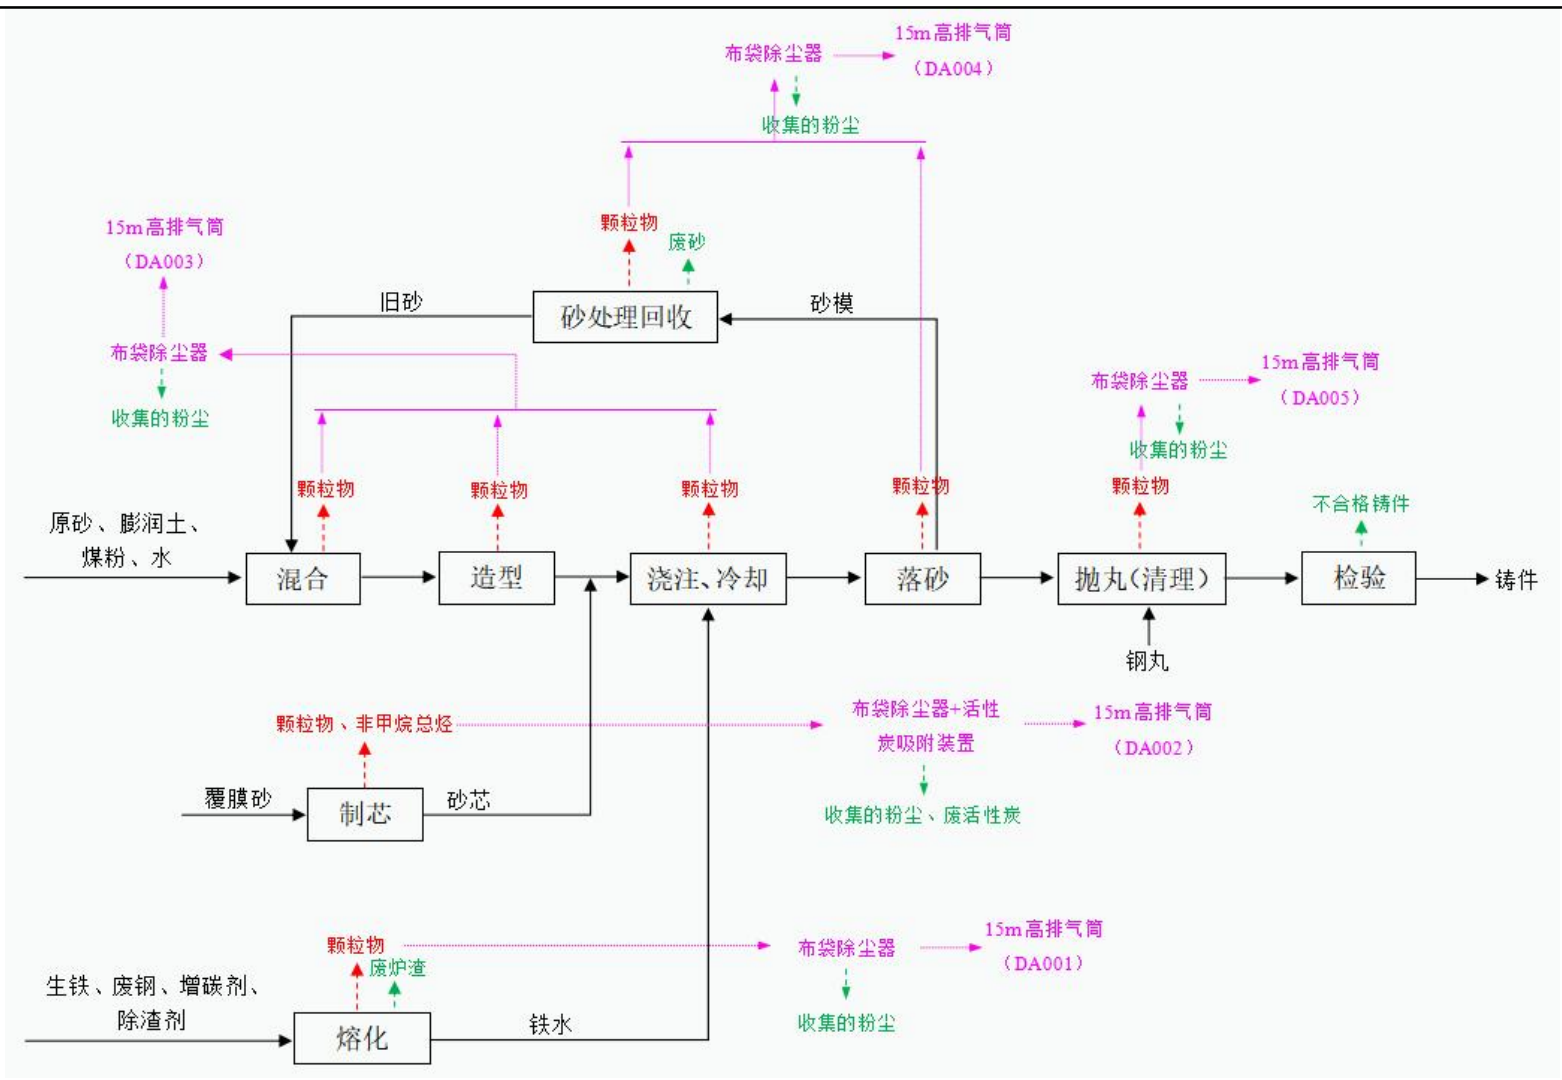 布袋除尘器
15m高排气筒
（DA004）
收集的粉尘
15m高排气筒
（DA003）
颗粒物
废砂
旧砂
砂处理回收
砂模
布袋除尘器
收集的粉尘
布袋除尘器
15m高排气筒
（DA005）
收集的粉尘
颗粒物
颗粒物
颗粒物
颗粒物
颗粒物
不合格铸件
原砂、膨润土、
煤粉、水
混合
造型
浇注、冷却
落砂
抛丸（清理）
检验
铸件
钢丸
颗粒物、非甲烷总烃
布袋除尘器+活性
炭吸附装置
15m高排气筒
（DA002）
收集的粉尘、废活性炭
覆膜砂
制芯
砂芯
颗粒物
废炉渣
布袋除尘器
15m高排气筒
（DA001）
收集的粉尘
生铁、废钢、增碳剂、
除渣剂
熔化
铁水